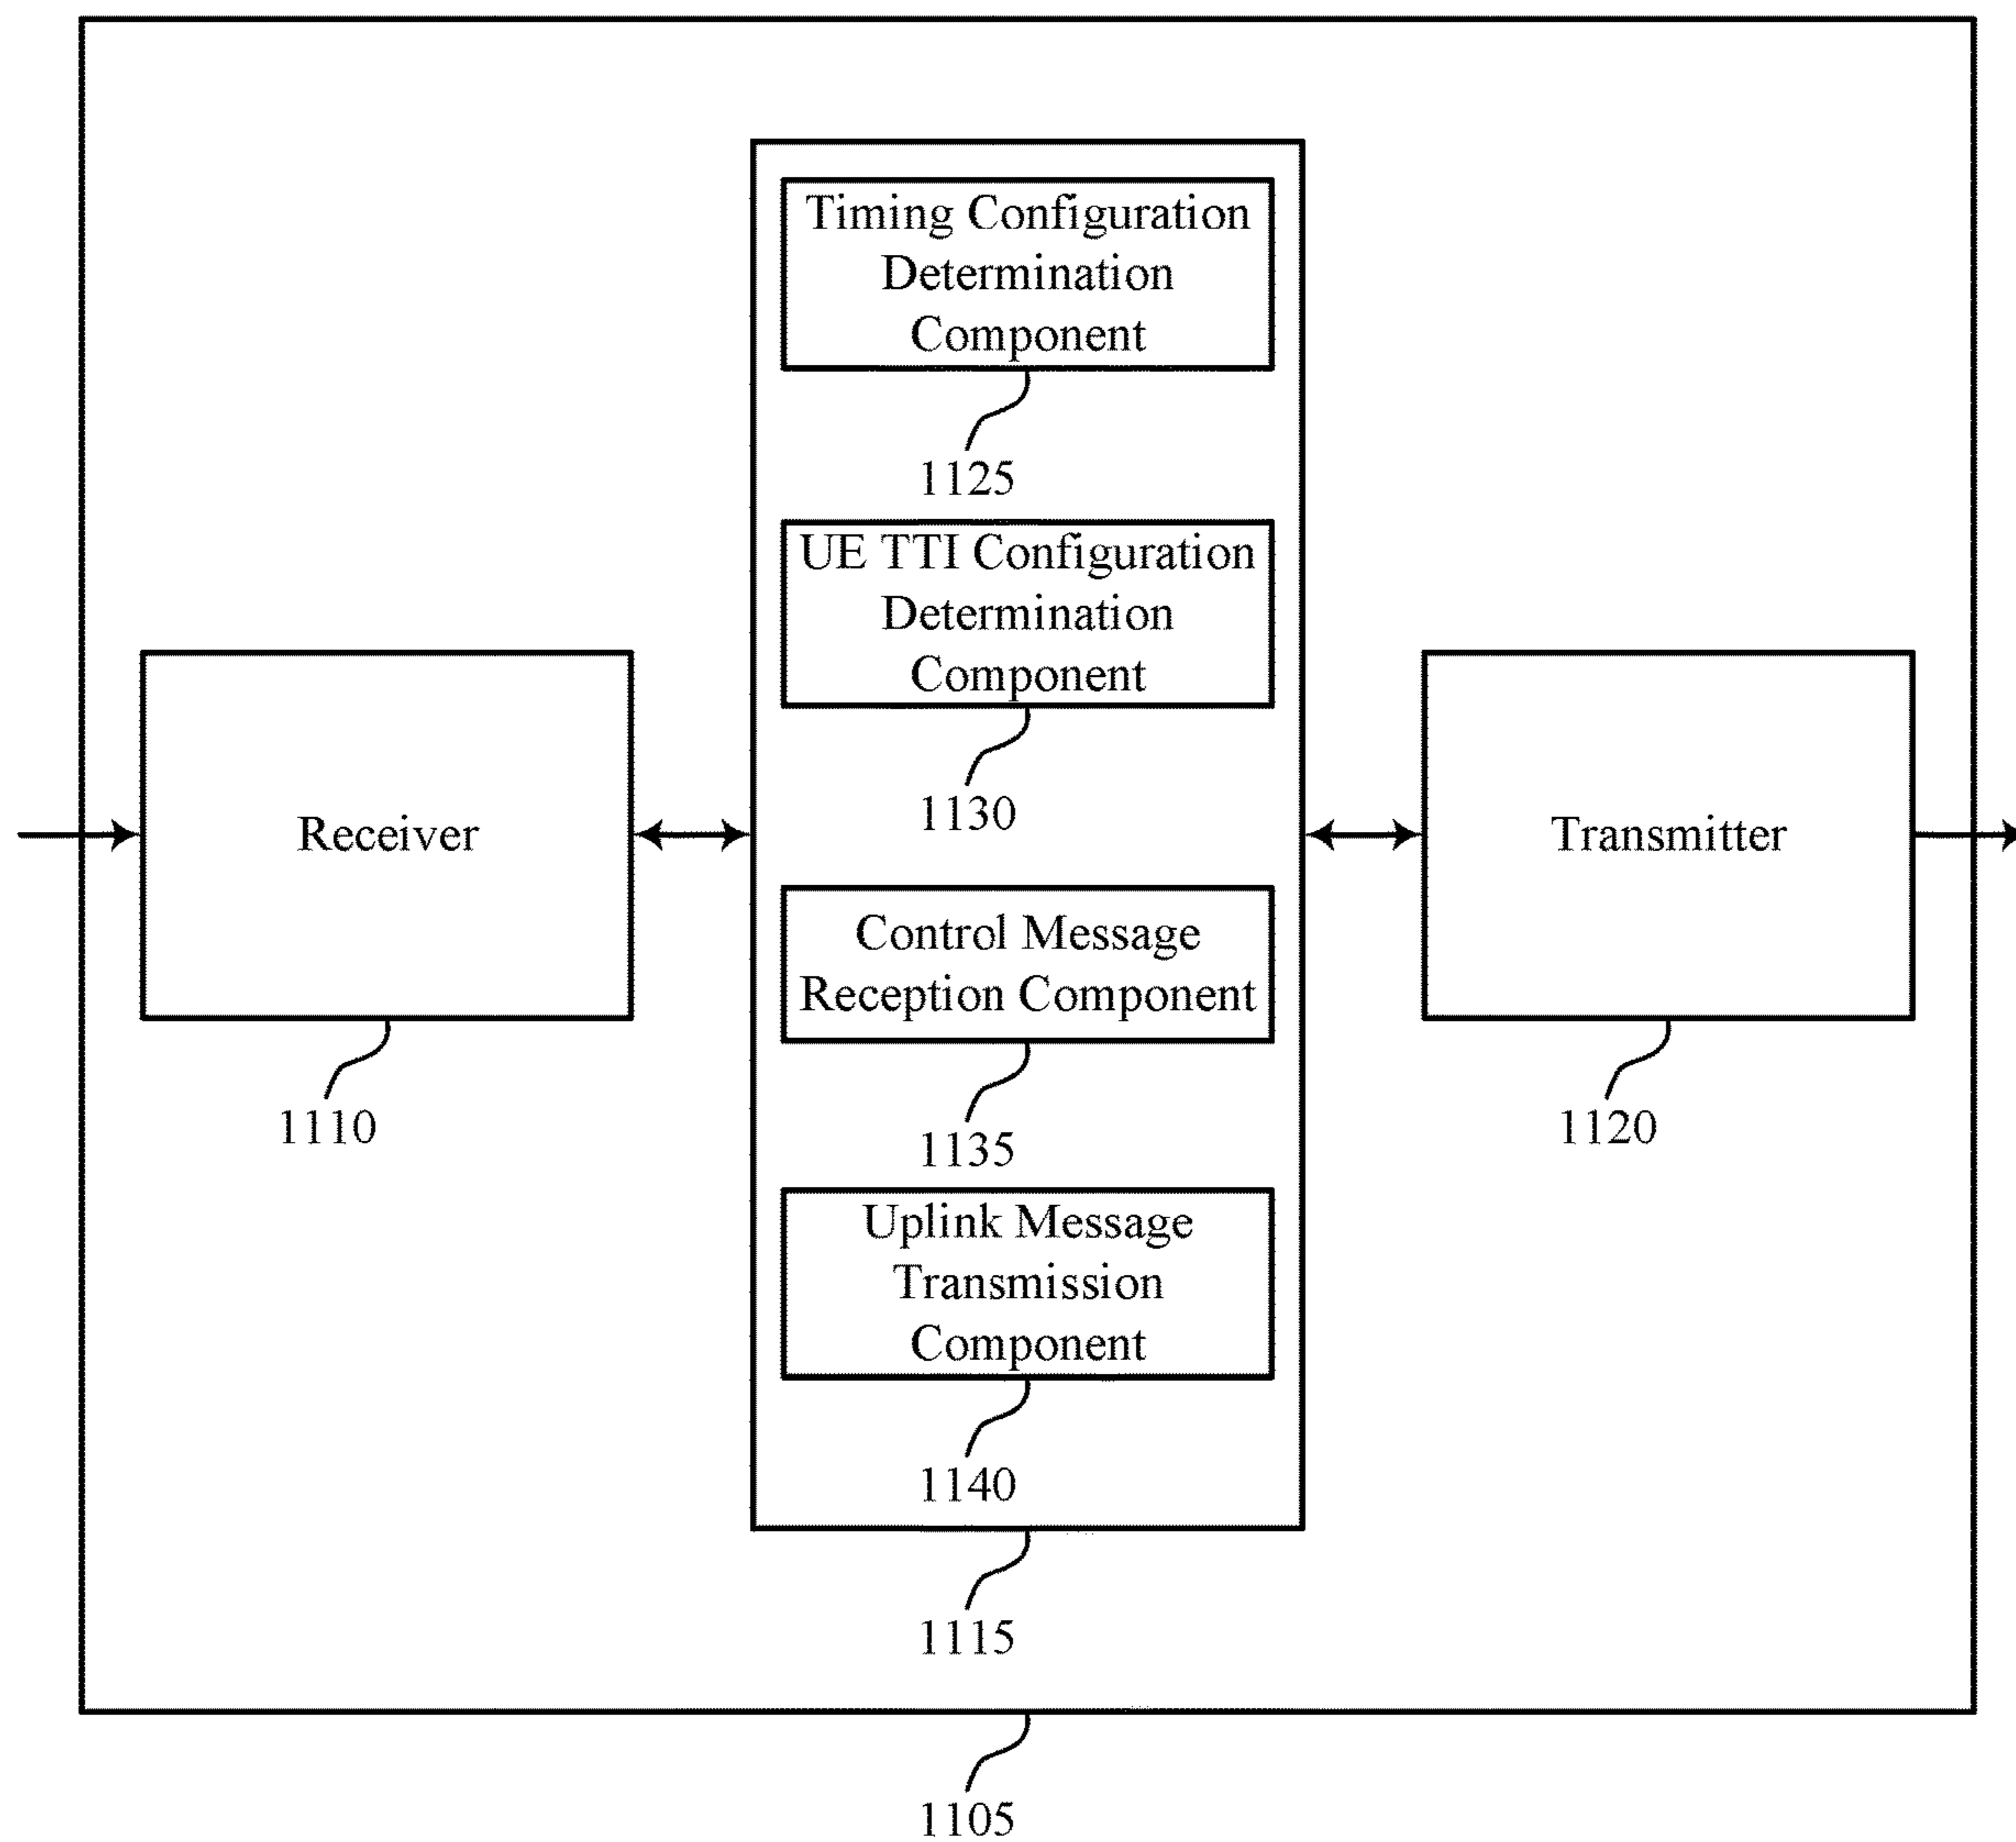 Timing Configuration
Determination
Component
1125
UE TTI Configuration
Determination
Component
1130
Receiver
1110
Control Message
Reception Component
1135
Uplink Message
Transmission
Component
1140
1115
Transmitter
1120
1105